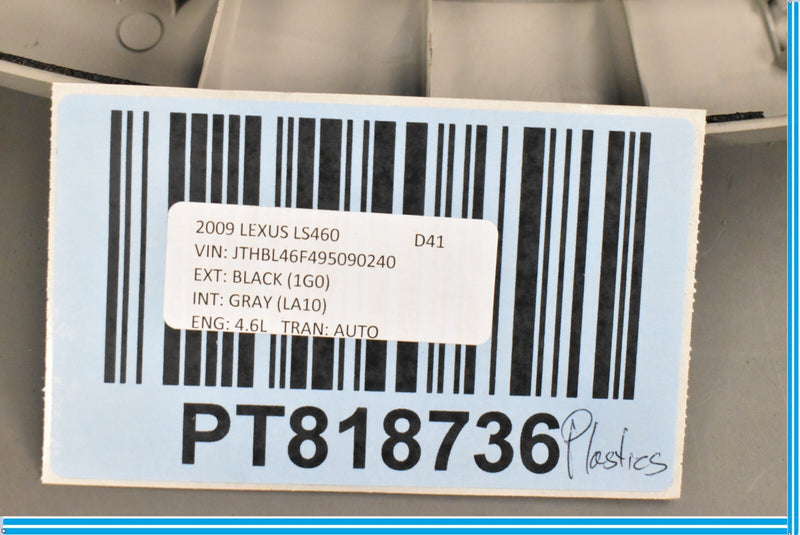 2009 LEXUS LS460 D41
VIN: JTHBL46F495090240
EXT: BLACK (1G0)
INT: GRAY (LA10)
ENG: 4.6L TRAN: AUTO
PT818736 Plastics